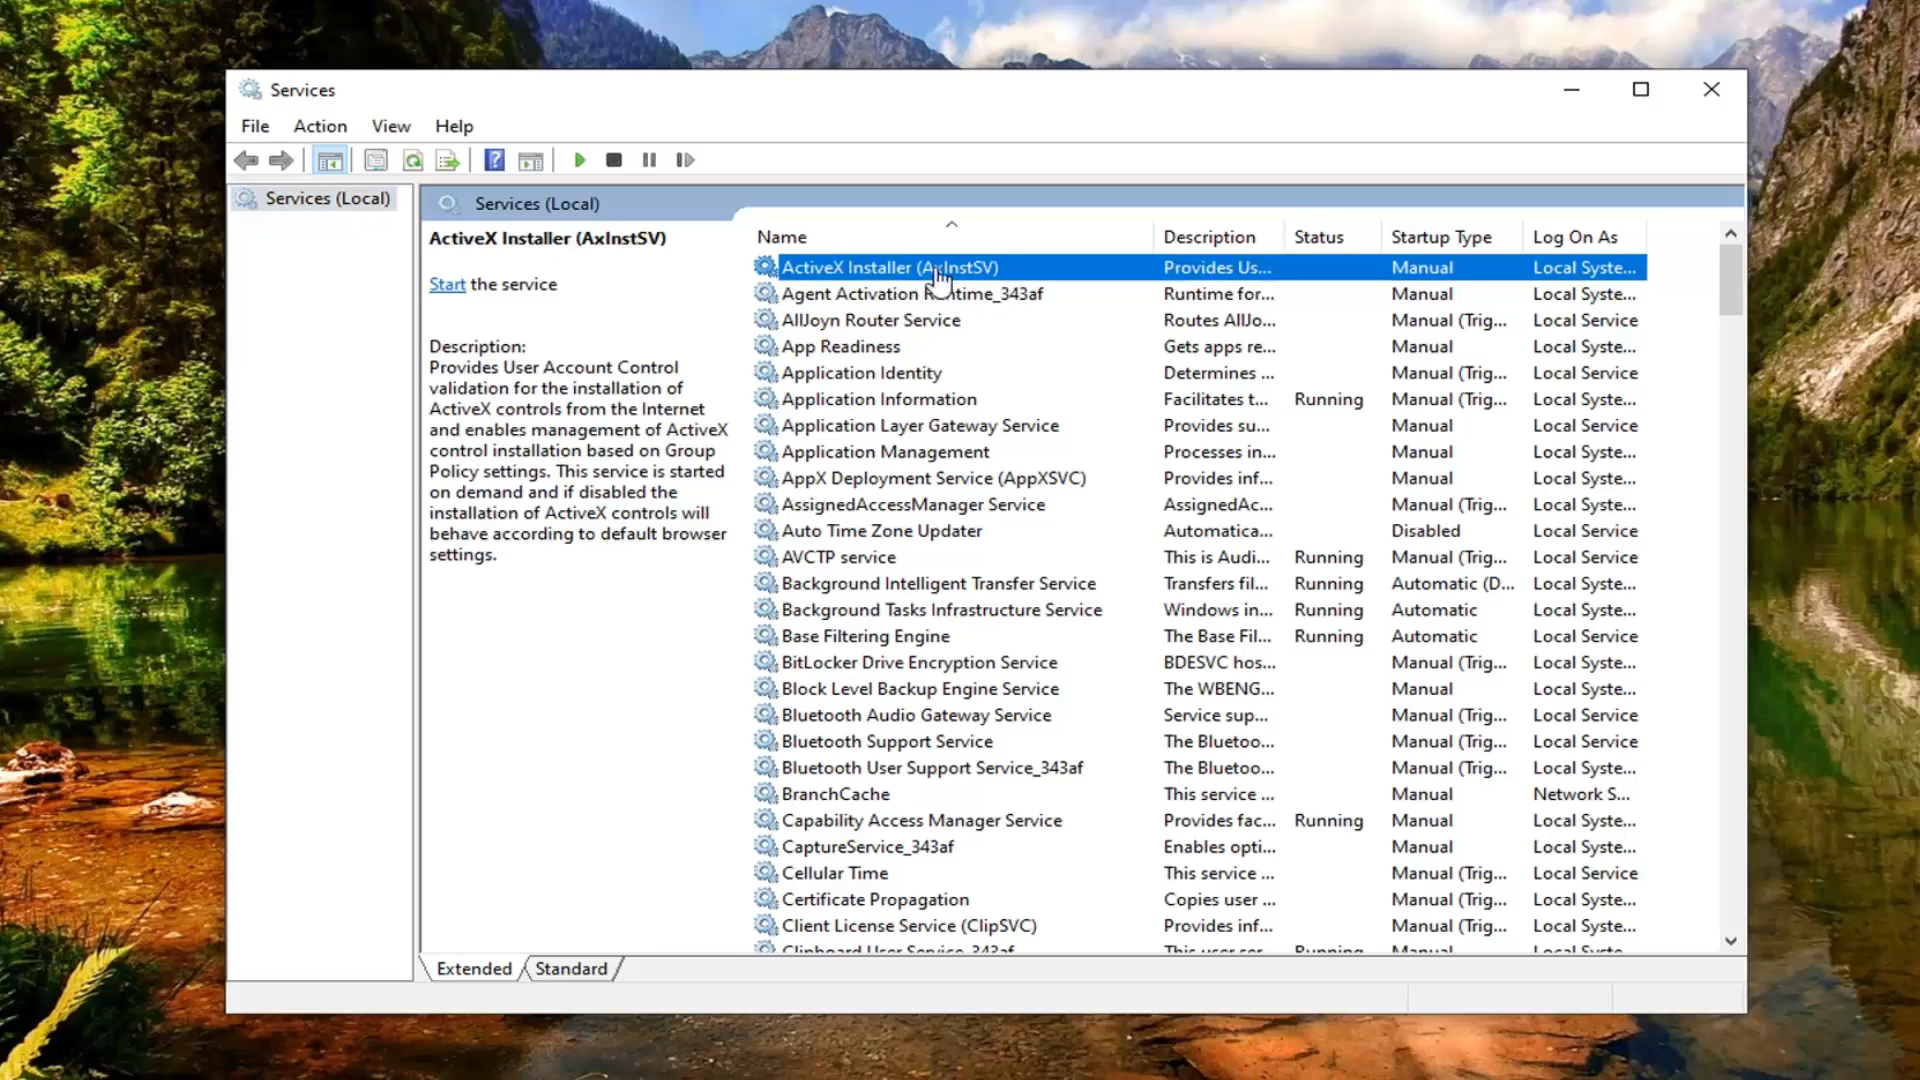 Services
File Action View Help
Services (Local)
Services (Local)
ActiveX Installer (AxInstSV)
Start the service
Description:
Provides User Account Control
validation for the installation of
ActiveX controls from the Internet
and enables management of ActiveX
control installation based on Group
Policy settings. This service is started
on demand and if disabled the
installation of ActiveX controls will
behave according to default browser
settings.
Name Description Status Startup Type Log On As
ActiveX Installer (AxInstSV) Provides Us... Manual Local Syste...
Agent Activation Runtime_343af Runtime for... Manual Local Syste...
AllJoyn Router Service Routes AllJo... Manual (Trig... Local Service
App Readiness Gets apps re... Manual Local Syste...
Application Identity Determines ... Manual (Trig... Local Service
Application Information Facilitates t... Running Manual (Trig... Local Syste...
Application Layer Gateway Service Provides su... Manual Local Service
Application Management Processes in... Manual Local Syste...
AppX Deployment Service (AppXSVC) Provides inf... Manual Local Syste...
AssignedAccessManager Service AssignedAc... Manual (Trig... Local Syste...
Auto Time Zone Updater Automatica... Disabled Local Service
AVCTP service This is Audi... Running Manual (Trig... Local Service
Background Intelligent Transfer Service Transfers fil... Running Automatic (D... Local Syste...
Background Tasks Infrastructure Service Windows in... Running Automatic Local Syste...
Base Filtering Engine The Base Fil... Running Automatic Local Service
BitLocker Drive Encryption Service BDESVC hos... Manual (Trig... Local Syste...
Block Level Backup Engine Service The WBENG... Manual Local Syste...
Bluetooth Audio Gateway Service Service sup... Manual (Trig... Local Service
Bluetooth Support Service The Bluetoo... Manual (Trig... Local Service
Bluetooth User Support Service_343af The Bluetoo... Manual (Trig... Local Syste...
BranchCache This service ... Manual Network S...
Capability Access Manager Service Provides fac... Running Manual Local Syste...
CaptureService_343af Enables opti... Manual Local Syste...
Cellular Time This service ... Manual (Trig... Local Service
Certificate Propagation Copies user ... Manual (Trig... Local Syste...
Client License Service (ClipSVC) Provides inf... Manual (Trig... Local Syste...
Clipboard User Service_343af This user ser... Running Manual Local Syste...
Extended Standard